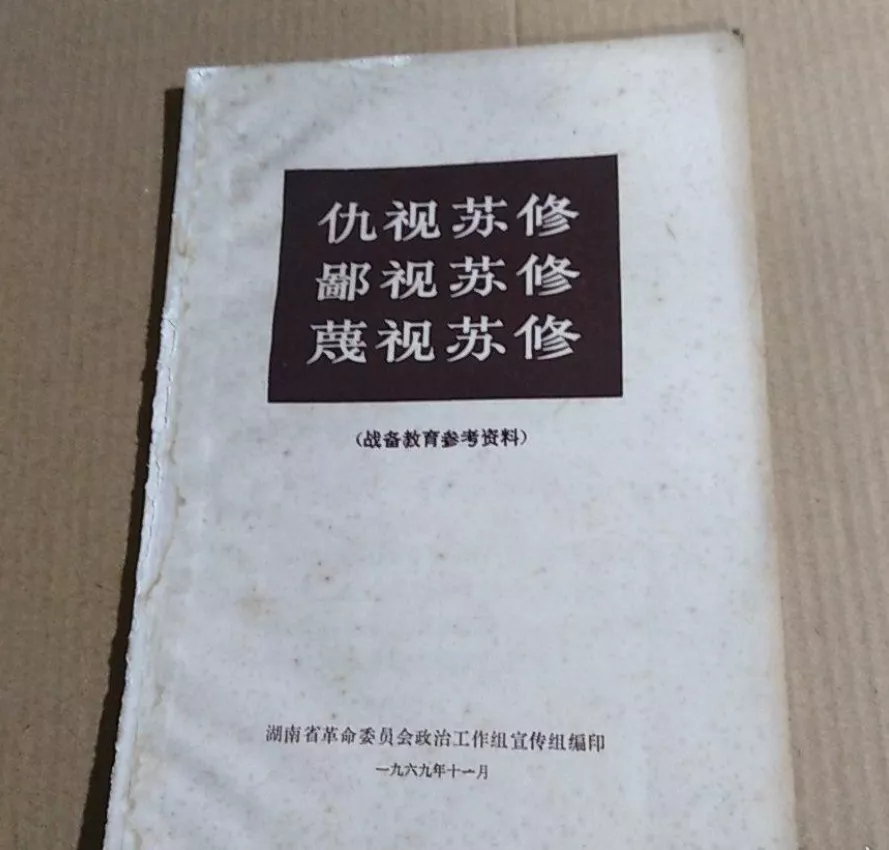 仇视苏修
鄙视苏修
蔑视苏修
（战备教育参考资料）
湖南省革命委员会政治工作组宣传组编印
一九六九年十一月